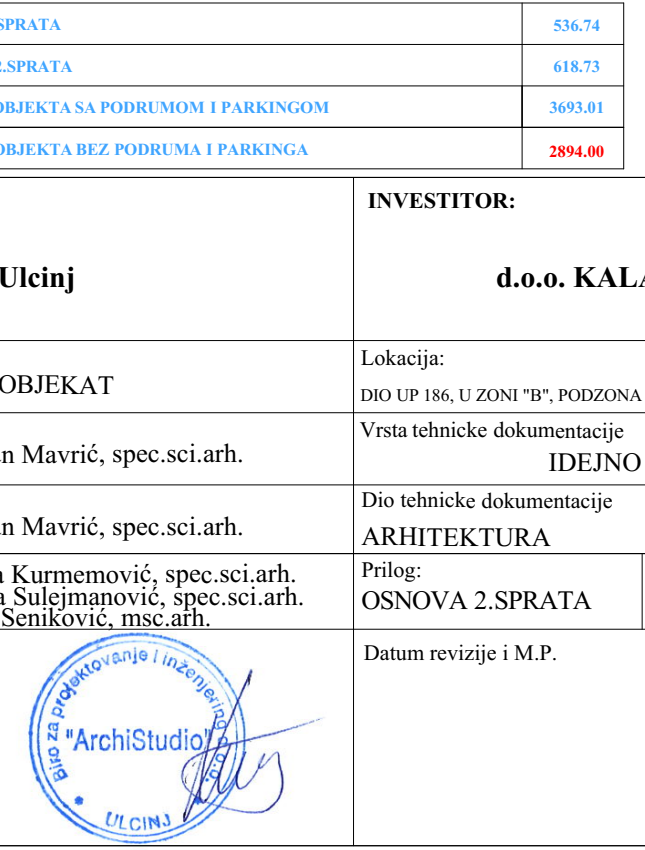 SPRATA 536.74
2.SPRATA 618.73
OBJEKTA SA PODRUMOM I PARKINGOM 3693.01
OBJEKTA BEZ PODRUMA I PARKINGA 2894.00
INVESTITOR:
Ulcinj
d.o.o. KALA
OBJEKAT
Lokacija:
DIO UP 186, U ZONI "B", PODZONA
n Mavrić, spec.sci.arh.
Vrsta tehnicke dokumentacije
IDEJNO
n Mavrić, spec.sci.arh.
Dio tehnicke dokumentacije
ARHITEKTURA
a Kurmemović, spec.sci.arh.
a Sulejmanović, spec.sci.arh.
Seniković, msc.arh.
Prilog:
OSNOVA 2.SPRATA
Datum revizije i M.P.
Biro za projektovanje i inženjering d.o.o.
"ArchiStudio"
ULCINJ